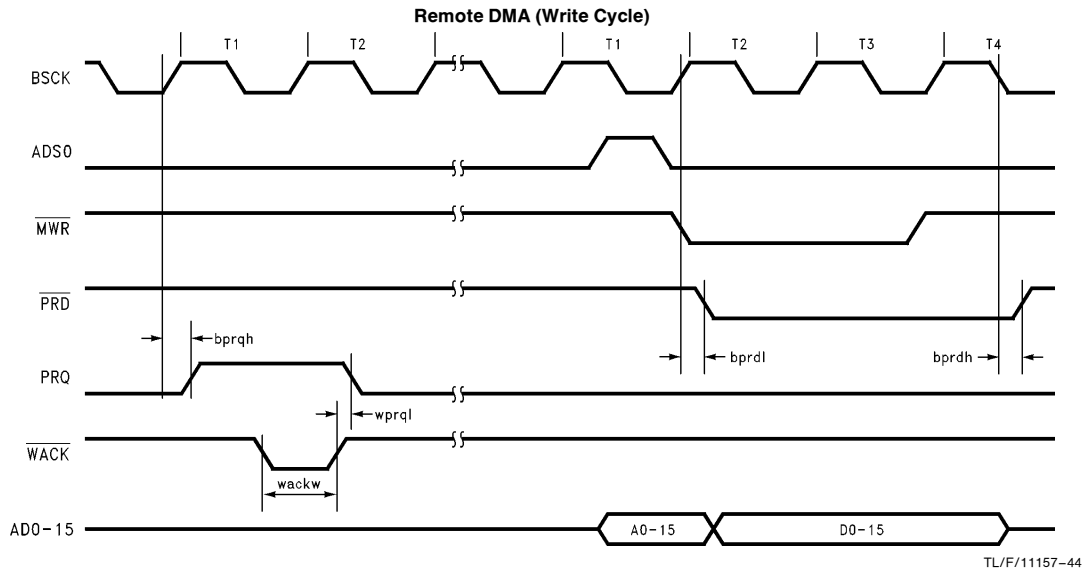 Remote DMA (Write Cycle)
T1 T2 T1 T2 T3 T4
BSCK
ADS0
MWR
PRD
bprqh bprdl bprdh
PRQ
wprql
WACK
wackw
AD0-15 A0-15 D0-15
TL/F/11157-44